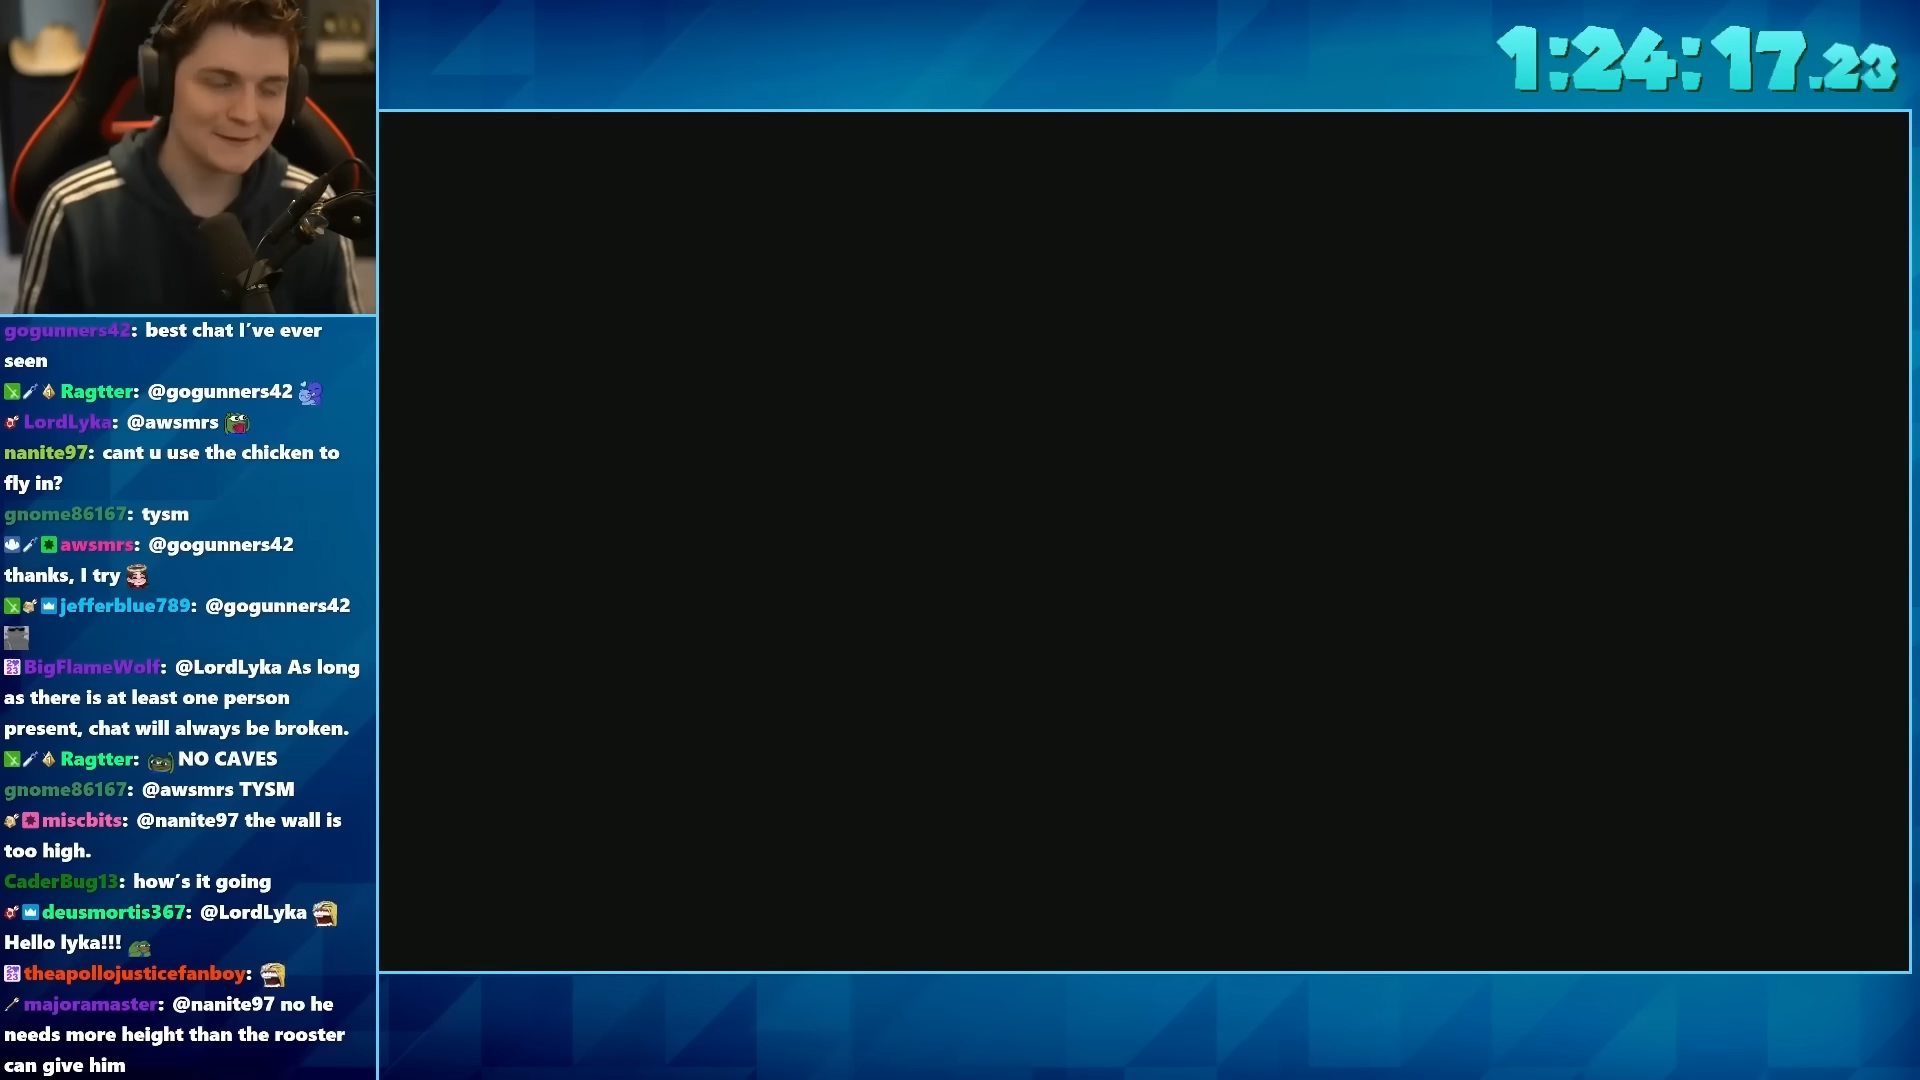 1:24:17.23
gogunners42: best chat I've ever
seen
Ragtter: @gogunners42
LordLyka: @awsmrs
nanite97: cant u use the chicken to
fly in?
gnome86167: tysm
awsmrs: @gogunners42
thanks, I try
jefferblue789: @gogunners42
BigFlameWolf: @LordLyka As long
as there is at least one person
present, chat will always be broken.
Ragtter: NO CAVES
gnome86167: @awsmrs TYSM
miscbits: @nanite97 the wall is
too high.
CaderBug13: how's it going
deusmortis367: @LordLyka
Hello lyka!!!
theapollojusticefanboy:
majoramaster: @nanite97 no he
needs more height than the rooster
can give him